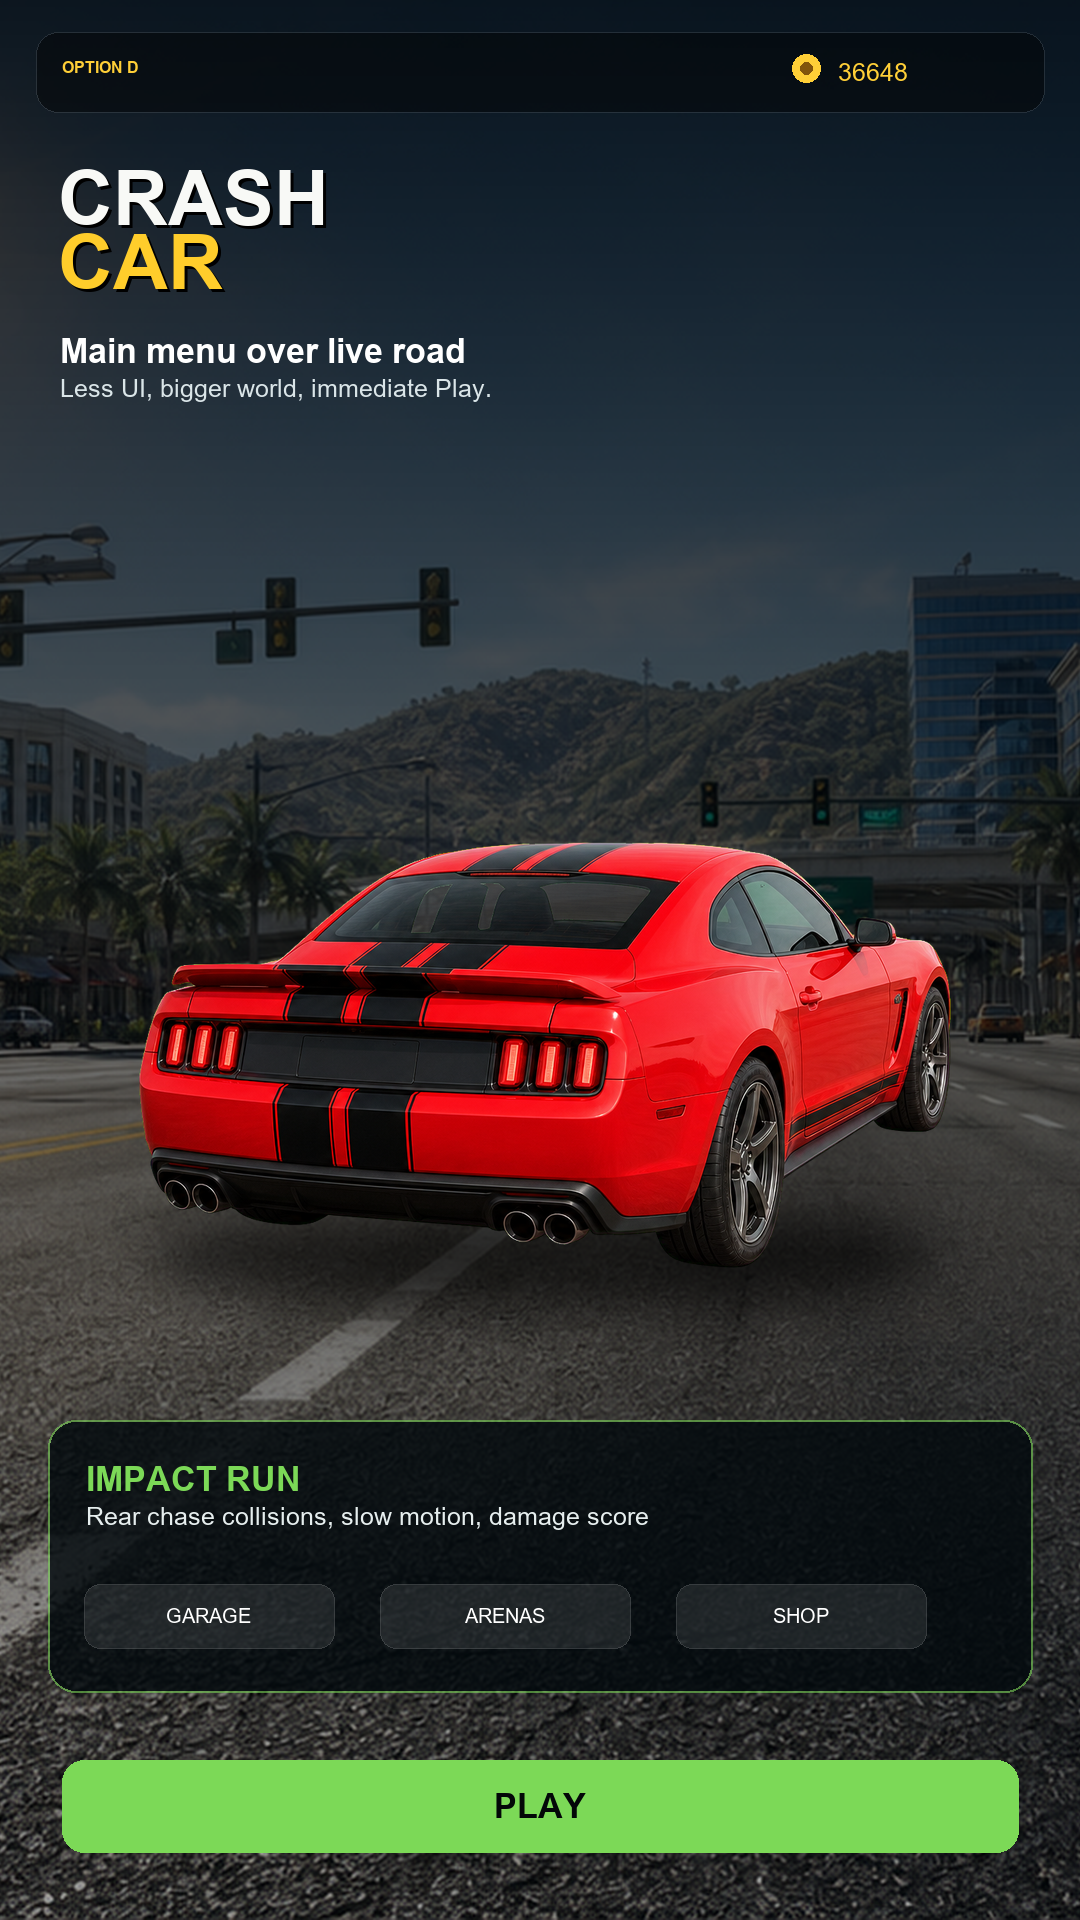 OPTION D
36648
CRASH
CAR
Main menu over live road
Less UI, bigger world, immediate Play.
IMPACT RUN
Rear chase collisions, slow motion, damage score
GARAGE
ARENAS
SHOP
PLAY